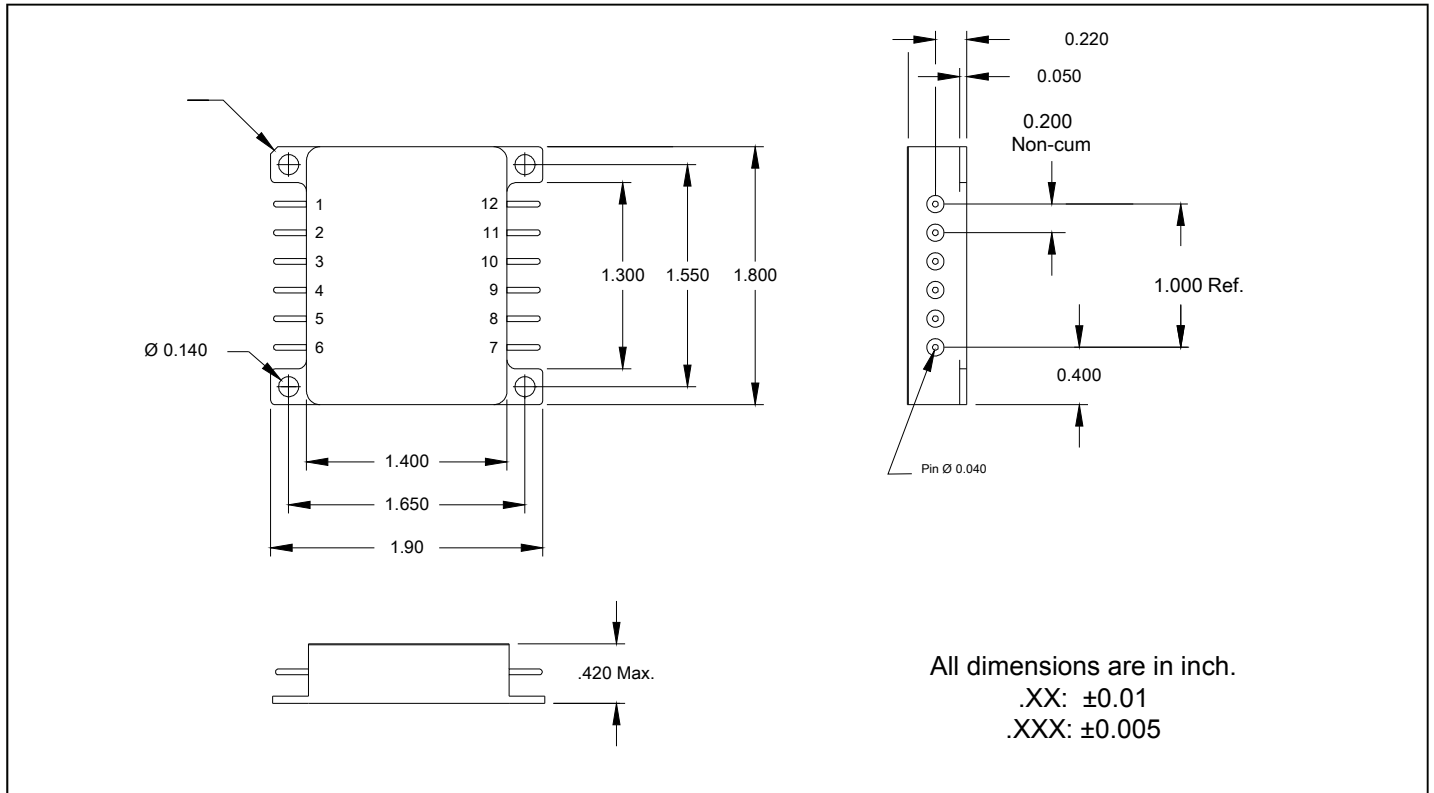 0.220
0.050
0.200
Non-cum
1 12
2 11
3 10
4 9
5 8
6 7
1.300 1.550 1.800
1.000 Ref.
Ø 0.140
0.400
1.400
Pin Ø 0.040
1.650
1.90
.420 Max.
All dimensions are in inch.
.XX: ±0.01
.XXX: ±0.005